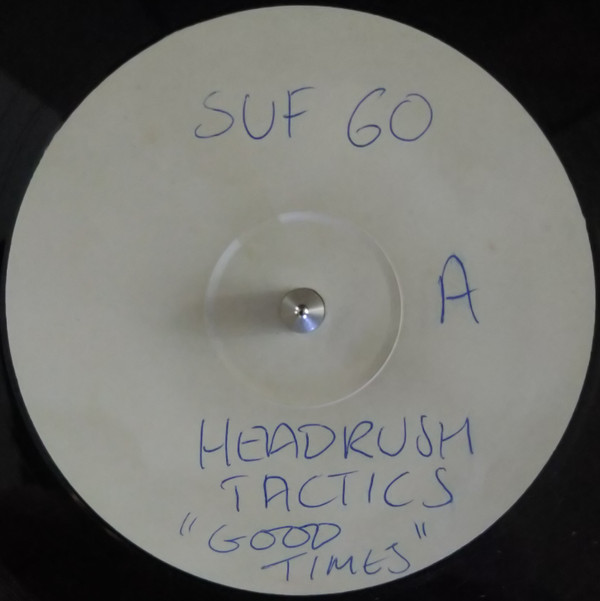 SUF 60
A
HEADRUSH
TACTICS
"GOOD
TIMES"